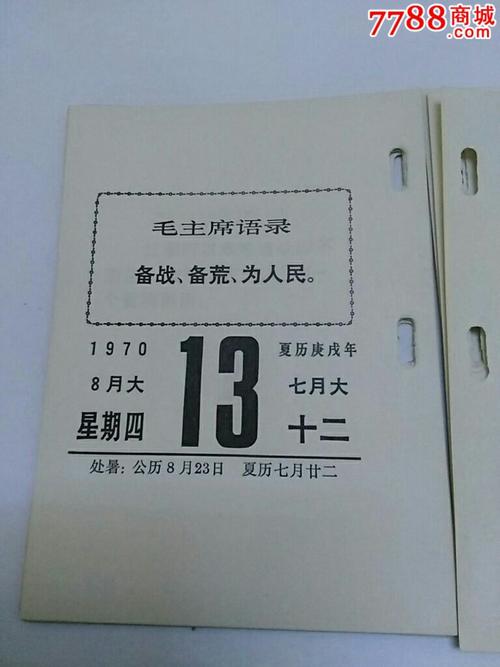 7788商城
.com
毛主席语录
备战、备荒、为人民。
1970
8月大
星期四
13
夏历庚戌年
七月大
十二
处暑：公历8月23日 夏历七月廿二